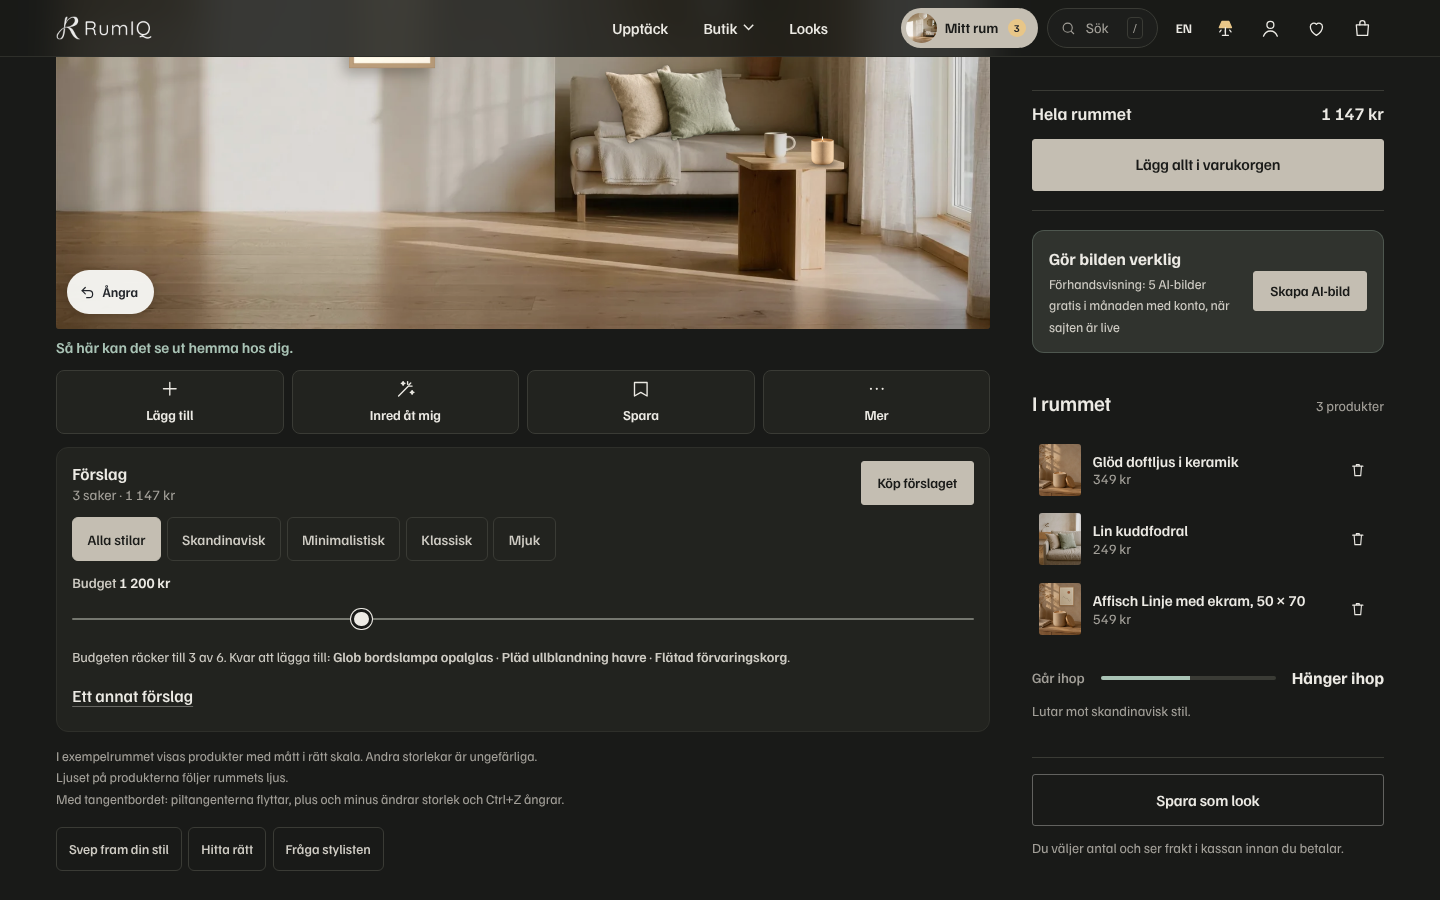 RumIQ
Upptäck
Butik
Looks
Mitt rum 3
Sök /
EN
Hela rummet 1 147 kr
Lägg allt i varukorgen
Gör bilden verklig
Förhandsvisning: 5 AI-bilder
gratis i månaden med konto, när
sajten är live
Skapa AI-bild
Ångra
Så här kan det se ut hemma hos dig.
Lägg till
Inred åt mig
Spara
Mer
Förslag
3 saker · 1 147 kr
Köp förslaget
Alla stilar
Skandinavisk
Minimalistisk
Klassisk
Mjuk
Budget 1 200 kr
Budgeten räcker till 3 av 6. Kvar att lägga till: Glob bordslampa opalglas · Pläd ullblandning havre · Flätad förvaringskorg.
Ett annat förslag
I exempelrummet visas produkter med mått i rätt skala. Andra storlekar är ungefärliga.
Ljuset på produkterna följer rummets ljus.
Med tangentbordet: piltangenterna flyttar, plus och minus ändrar storlek och Ctrl+Z ångrar.
Svep fram din stil
Hitta rätt
Fråga stylisten
I rummet
3 produkter
Glöd doftljus i keramik
349 kr
Lin kuddfodral
249 kr
Affisch Linje med ekram, 50 × 70
549 kr
Går ihop
Hänger ihop
Lutar mot skandinavisk stil.
Spara som look
Du väljer antal och ser frakt i kassan innan du betalar.